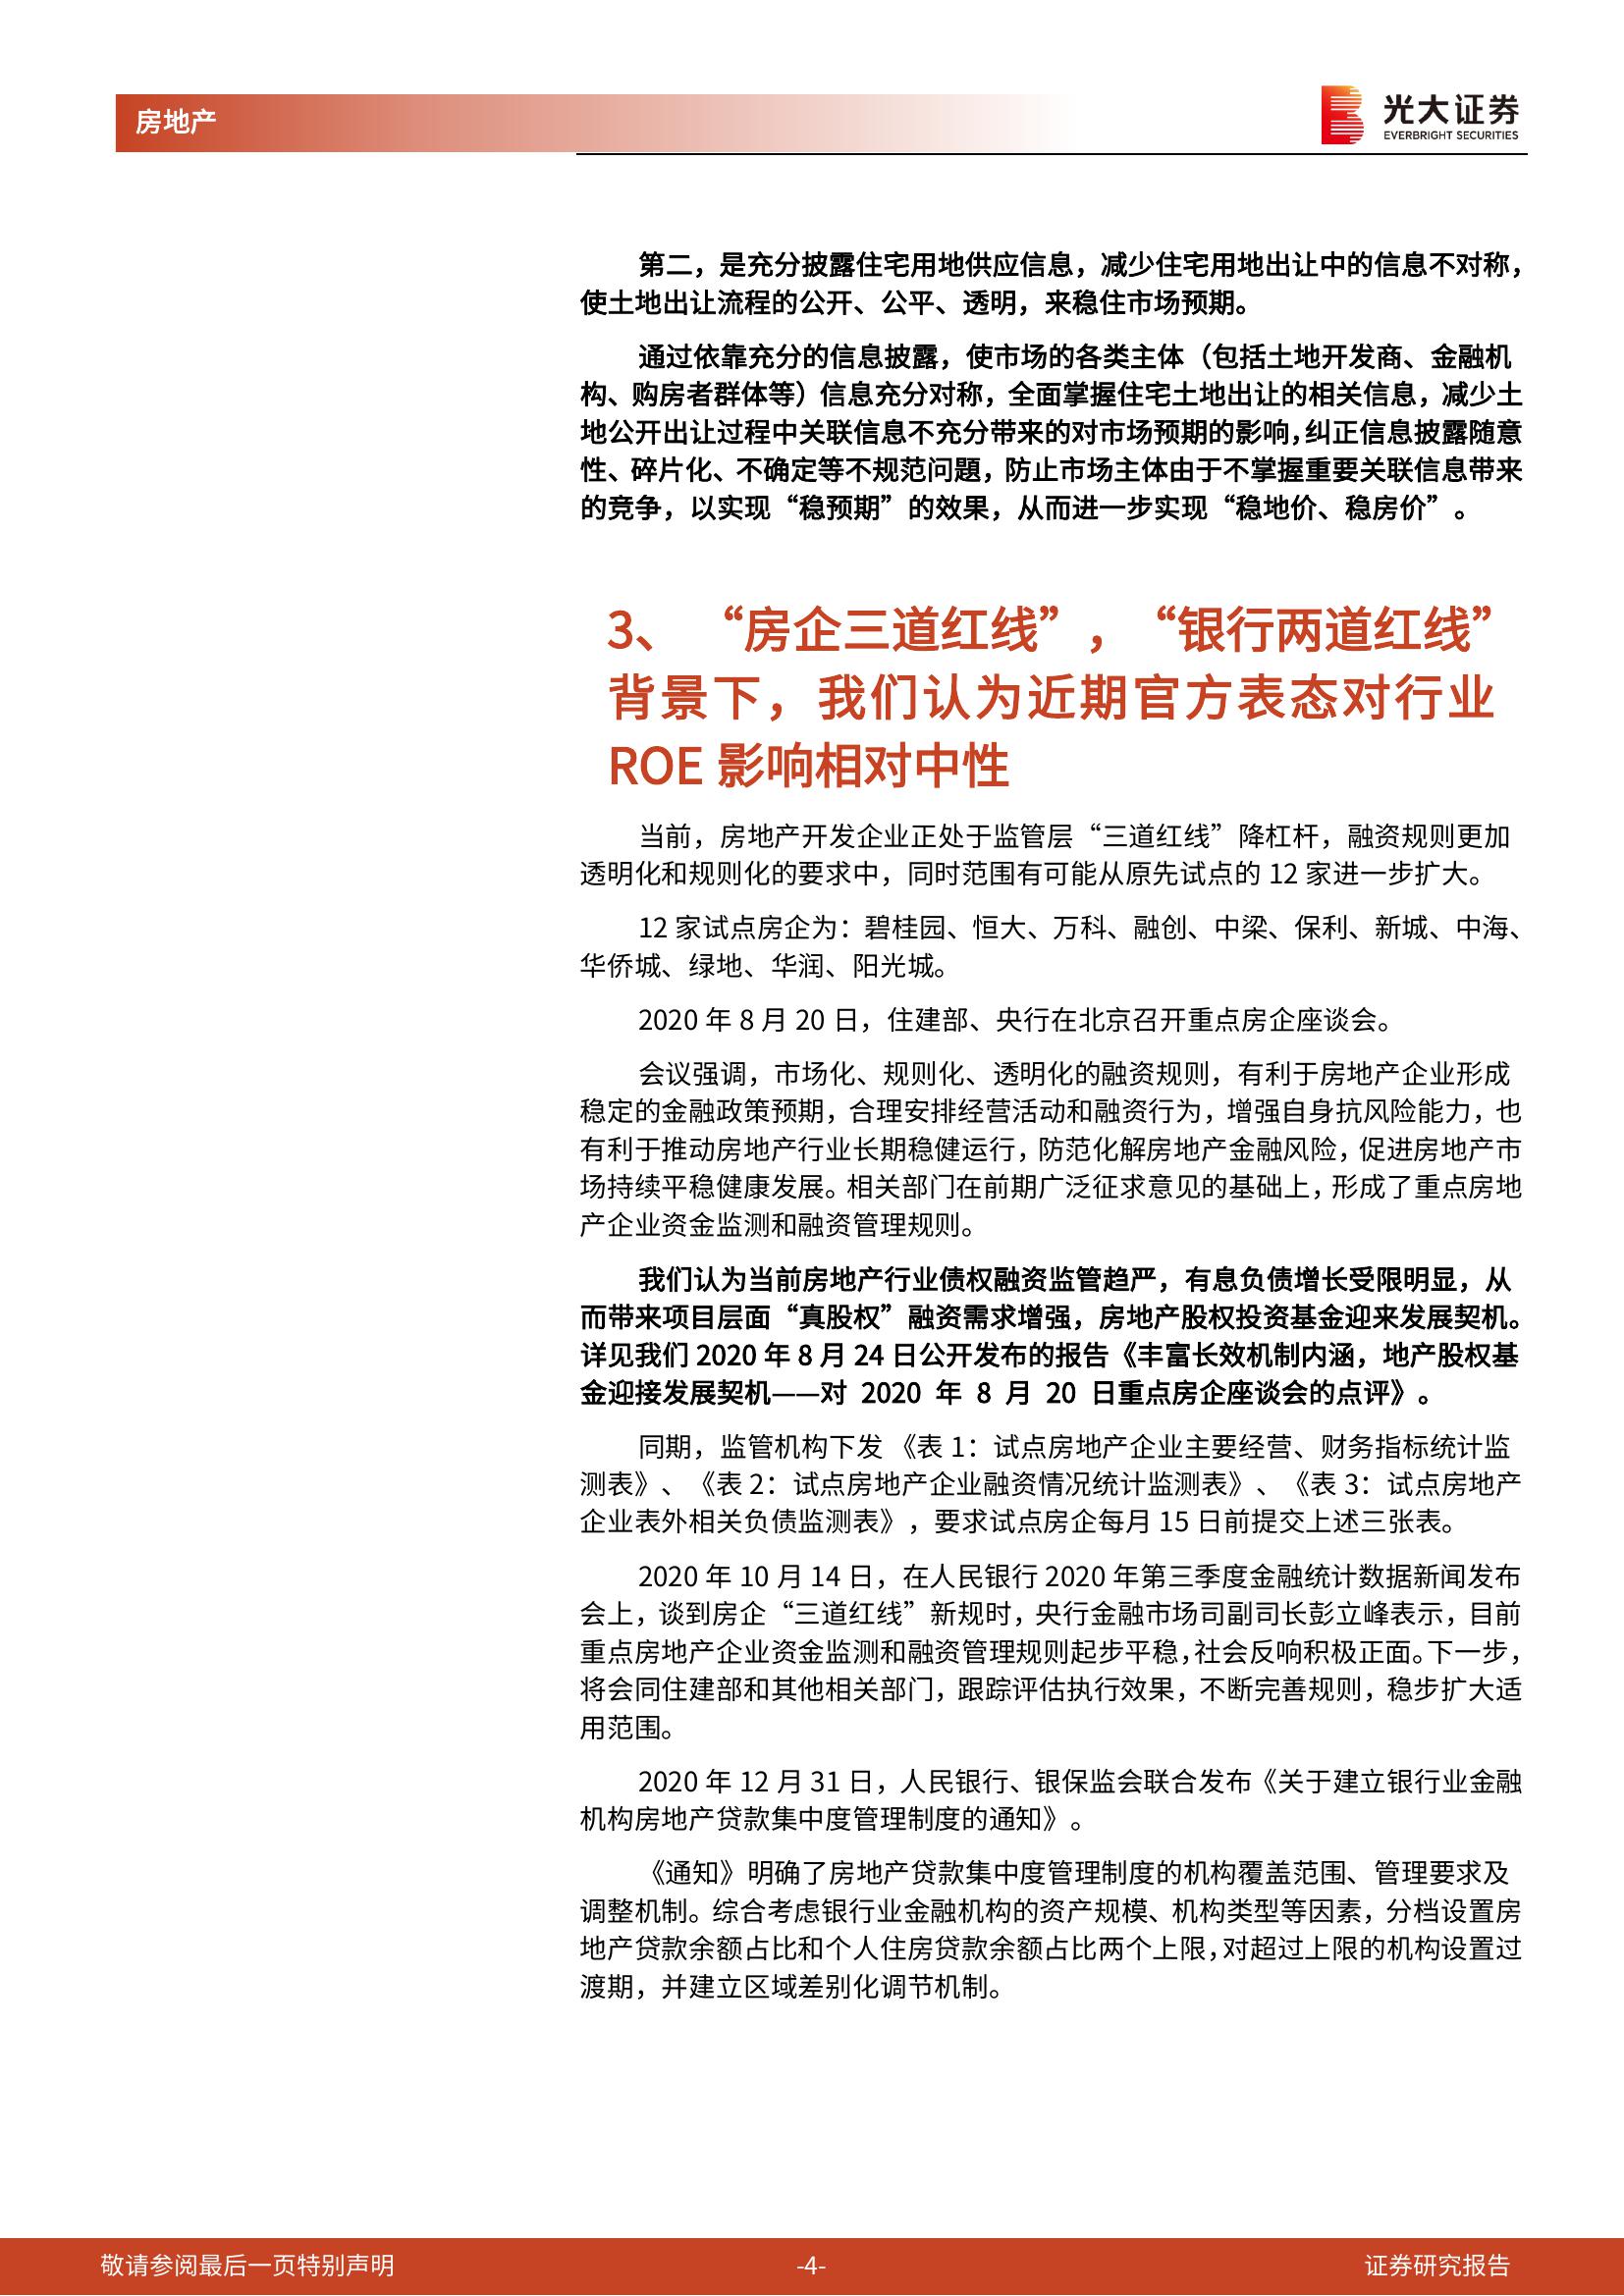 房地产
光大证券
EVERBRIGHT SECURITIES
第二，是充分披露住宅用地供应信息，减少住宅用地出让中的信息不对称，
使土地出让流程的公开、公平、透明，来稳住市场预期。
通过依靠充分的信息披露，使市场的各类主体（包括土地开发商、金融机
构、购房者群体等）信息充分对称，全面掌握住宅土地出让的相关信息，减少土
地公开出让过程中关联信息不充分带来的对市场预期的影响，纠正信息披露随意
性、碎片化、不确定等不规范问题，防止市场主体由于不掌握重要关联信息带来
的竞争，以实现“稳预期”的效果，从而进一步实现“稳地价、稳房价”。
3、 “房企三道红线”，“银行两道红线”
背景下，我们认为近期官方表态对行业
ROE 影响相对中性
当前，房地产开发企业正处于监管层“三道红线”降杠杆，融资规则更加
透明化和规则化的要求中，同时范围有可能从原先试点的 12 家进一步扩大。
12 家试点房企为：碧桂园、恒大、万科、融创、中梁、保利、新城、中海、
华侨城、绿地、华润、阳光城。
2020 年 8 月 20 日，住建部、央行在北京召开重点房企座谈会。
会议强调，市场化、规则化、透明化的融资规则，有利于房地产企业形成
稳定的金融政策预期，合理安排经营活动和融资行为，增强自身抗风险能力，也
有利于推动房地产行业长期稳健运行，防范化解房地产金融风险，促进房地产市
场持续平稳健康发展。相关部门在前期广泛征求意见的基础上，形成了重点房地
产企业资金监测和融资管理规则。
我们认为当前房地产行业债权融资监管趋严，有息负债增长受限明显，从
而带来项目层面“真股权”融资需求增强，房地产股权投资基金迎来发展契机。
详见我们 2020 年 8 月 24 日公开发布的报告《丰富长效机制内涵，地产股权基
金迎接发展契机——对 2020 年 8 月 20 日重点房企座谈会的点评》。
同期，监管机构下发 《表 1：试点房地产企业主要经营、财务指标统计监
测表》、《表 2：试点房地产企业融资情况统计监测表》、《表 3：试点房地产
企业表外相关负债监测表》，要求试点房企每月 15 日前提交上述三张表。
2020 年 10 月 14 日，在人民银行 2020 年第三季度金融统计数据新闻发布
会上，谈到房企“三道红线”新规时，央行金融市场司副司长彭立峰表示，目前
重点房地产企业资金监测和融资管理规则起步平稳，社会反响积极正面。下一步，
将会同住建部和其他相关部门，跟踪评估执行效果，不断完善规则，稳步扩大适
用范围。
2020 年 12 月 31 日，人民银行、银保监会联合发布《关于建立银行业金融
机构房地产贷款集中度管理制度的通知》。
《通知》明确了房地产贷款集中度管理制度的机构覆盖范围、管理要求及
调整机制。综合考虑银行业金融机构的资产规模、机构类型等因素，分档设置房
地产贷款余额占比和个人住房贷款余额占比两个上限，对超过上限的机构设置过
渡期，并建立区域差别化调节机制。
敬请参阅最后一页特别声明
-4-
证券研究报告